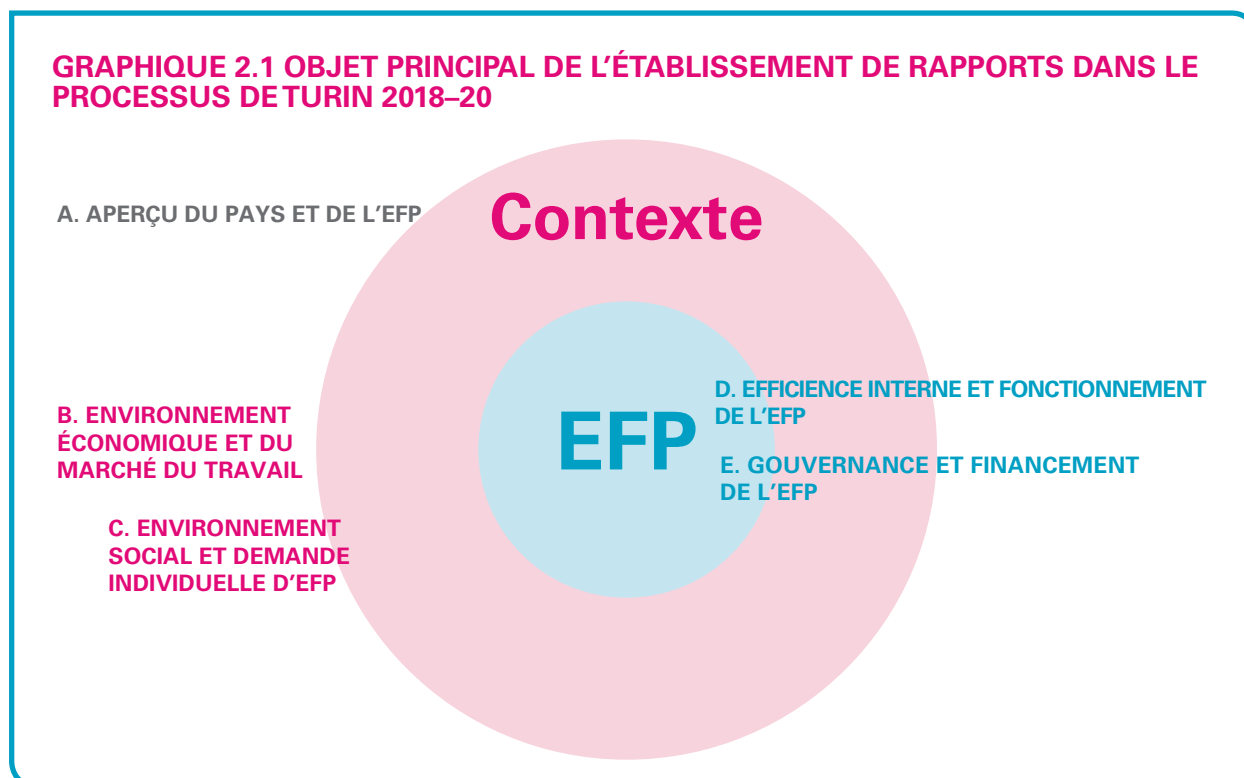 GRAPHIQUE 2.1 OBJET PRINCIPAL DE L'ÉTABLISSEMENT DE RAPPORTS DANS LE
PROCESSUS DE TURIN 2018–20
Contexte
A. APERÇU DU PAYS ET DE L'EFP
B. ENVIRONNEMENT
ÉCONOMIQUE ET DU
MARCHÉ DU TRAVAIL
C. ENVIRONNEMENT
SOCIAL ET DEMANDE
INDIVIDUELLE D'EFP
EFP
D. EFFICIENCE INTERNE ET FONCTIONNEMENT
DE L'EFP
E. GOUVERNANCE ET FINANCEMENT
DE L'EFP